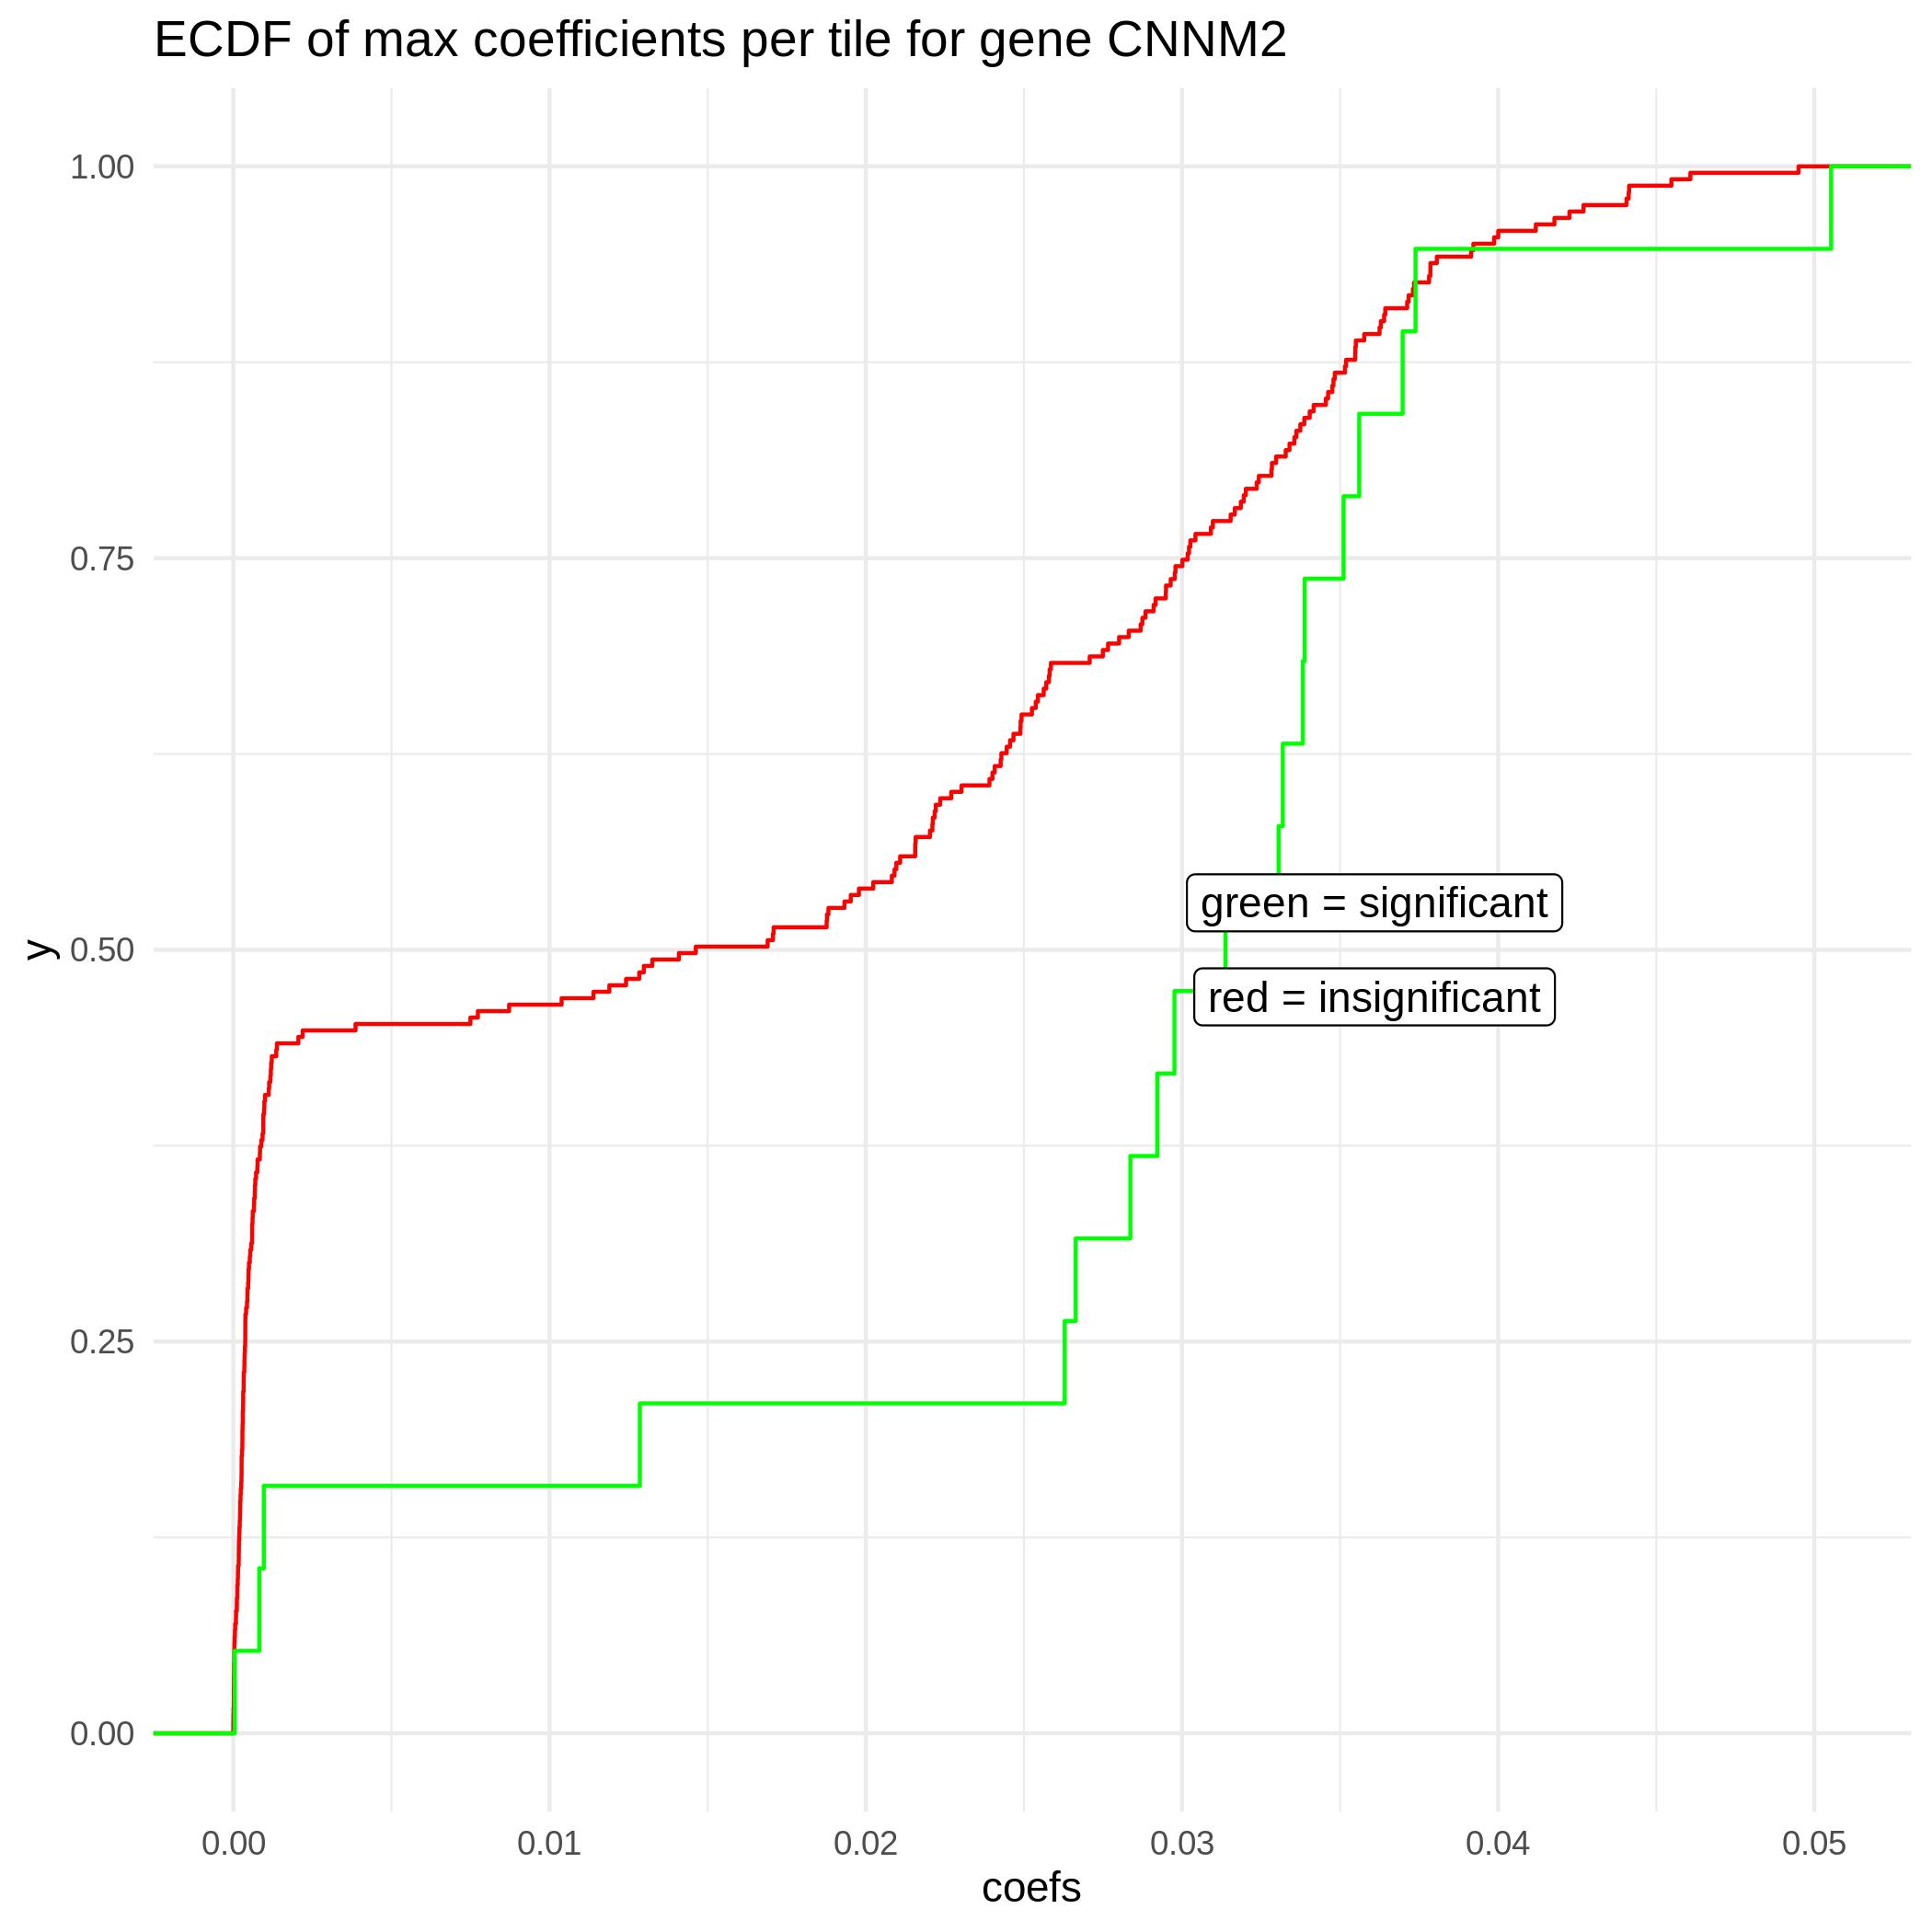 ECDF of max coefficients per tile for gene CNNM2
1.00
0.75
0.50
0.25
0.00
y
green = significant
red = insignificant
0.00 0.01 0.02 0.03 0.04 0.05
coefs